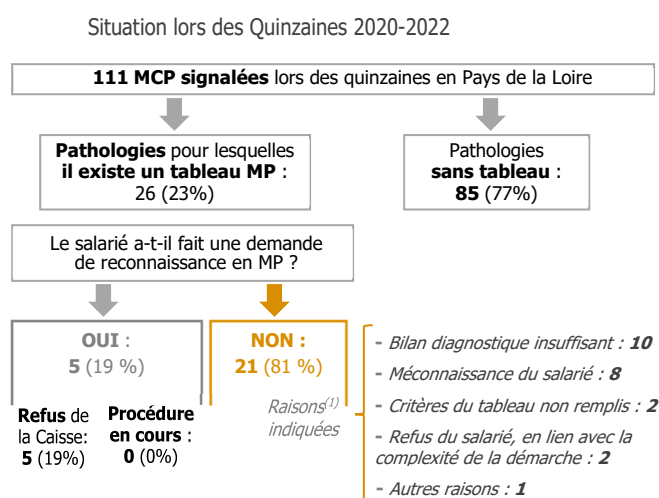 Situation lors des Quinzaines 2020-2022
111 MCP signalées lors des quinzaines en Pays de la Loire
Pathologies pour lesquelles
il existe un tableau MP :
26 (23%)
Pathologies
sans tableau :
85 (77%)
Le salarié a-t-il fait une demande
de reconnaissance en MP ?
OUI :
5 (19 %)
NON :
21 (81 %)
Refus de
la Caisse:
5 (19%)
Procédure
en cours :
0 (0%)
Raisons(1)
indiquées
- Bilan diagnostique insuffisant : 10
- Méconnaissance du salarié : 8
- Critères du tableau non remplis : 2
- Refus du salarié, en lien avec la
complexité de la démarche : 2
- Autres raisons : 1